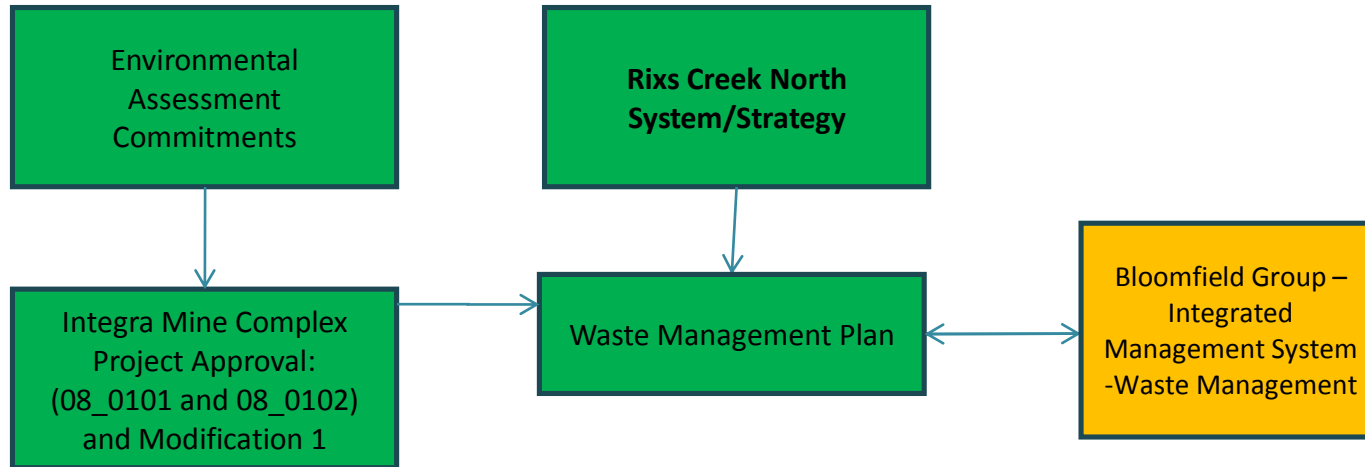 Environmental
Assessment
Commitments
Rixs Creek North
System/Strategy
Integra Mine Complex
Project Approval:
(08_0101 and 08_0102)
and Modification 1
Waste Management Plan
Bloomfield Group –
Integrated
Management System
-Waste Management